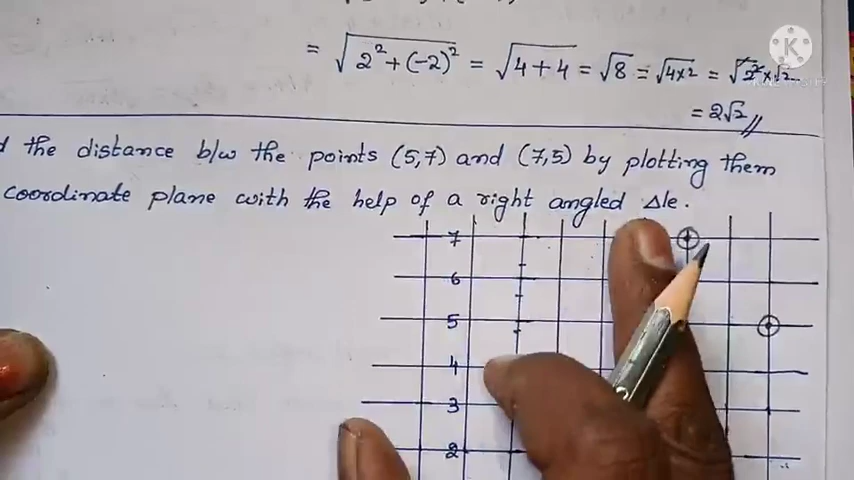 = √2²+(-2)² = √4+4 = √8 = √4×2 = √2²×√2
= 2√2 //
the distance b/w the points (5,7) and (7,5) by plotting them
coordinate plane with the help of a right angled Δle.
7
6
5
4
3
2
K